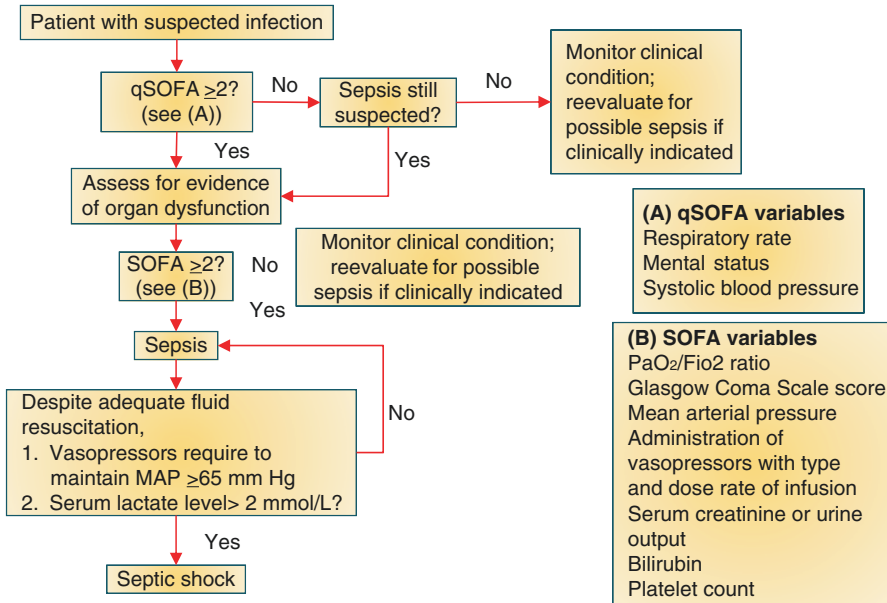 Patient with suspected infection
qSOFA ≥2?
(see (A))
No
Sepsis still
suspected?
No
Monitor clinical
condition;
reevaluate for
possible sepsis if
clinically indicated
Yes
Yes
Assess for evidence
of organ dysfunction
SOFA ≥2?
(see (B))
No
Monitor clinical condition;
reevaluate for possible
sepsis if clinically indicated
Yes
Sepsis
Despite adequate fluid
resuscitation,
1. Vasopressors require to
maintain MAP ≥65 mm Hg
2. Serum lactate level> 2 mmol/L?
No
Yes
Septic shock
(A) qSOFA variables
Respiratory rate
Mental status
Systolic blood pressure
(B) SOFA variables
PaO₂/Fio2 ratio
Glasgow Coma Scale score
Mean arterial pressure
Administration of
vasopressors with type
and dose rate of infusion
Serum creatinine or urine
output
Bilirubin
Platelet count